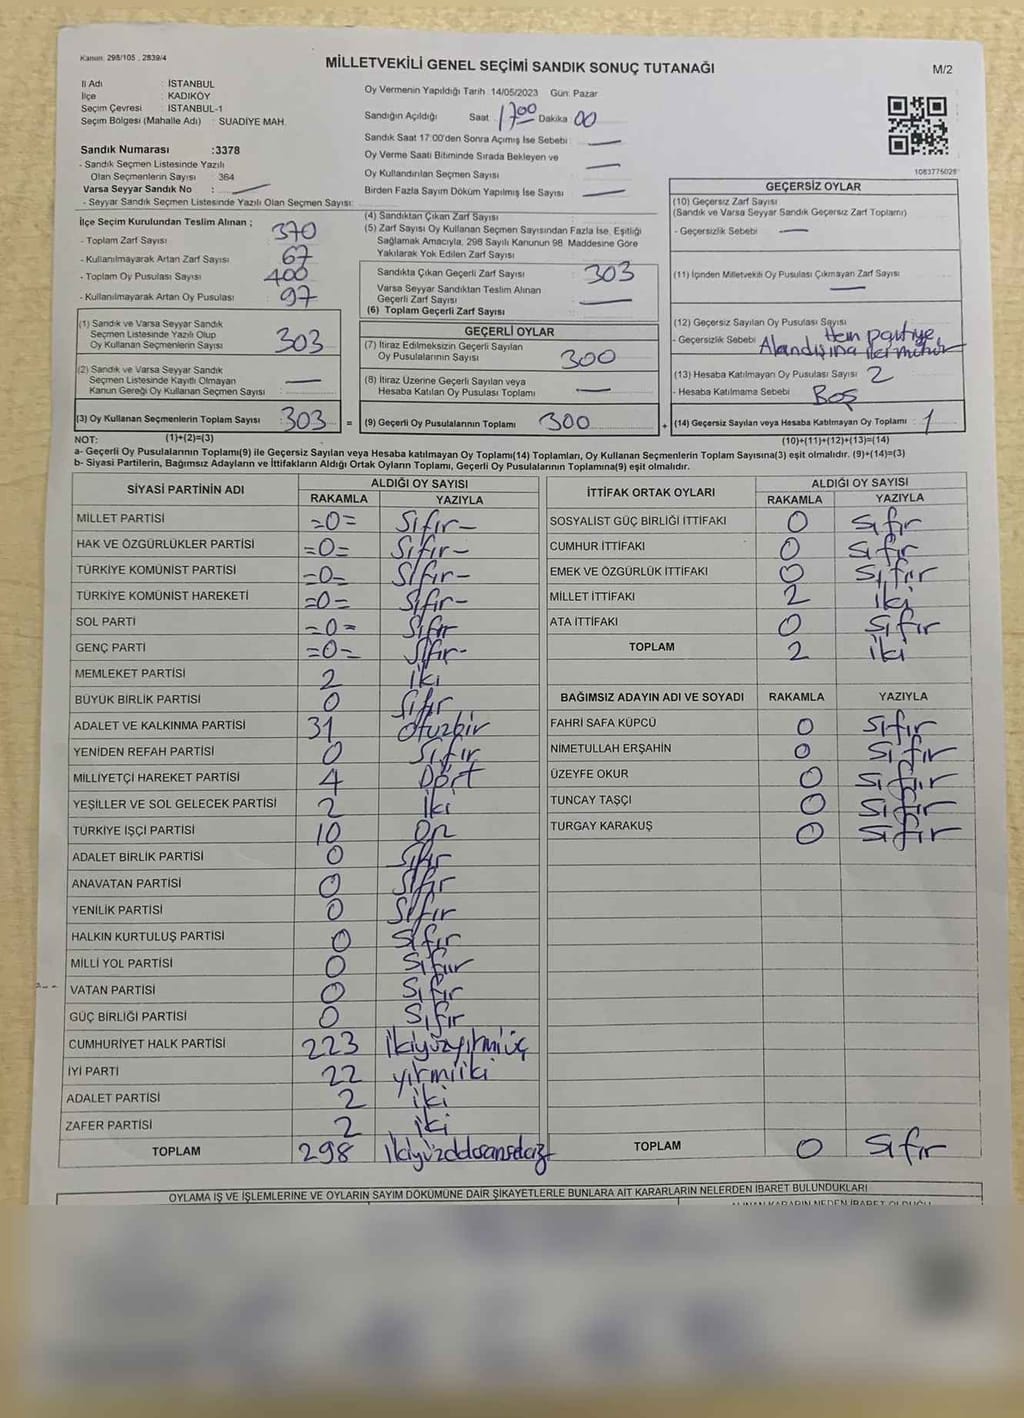 Kanun: 298/105 , 2839/4
MİLLETVEKİLİ GENEL SEÇİMİ SANDIK SONUÇ TUTANAĞI
M/2
İl Adı : İSTANBUL
İlçe : KADIKÖY
Seçim Çevresi : İSTANBUL-1
Seçim Bölgesi (Mahalle Adı) : SUADİYE MAH.
Oy Vermenin Yapıldığı Tarih :14/05/2023 Gün: Pazar
Sandığın Açıldığı Saat 1700 Dakika 00
Sandık Saat 17:00'den Sonra Açımış İse Sebebi : —
Oy Verme Saati Bitiminde Sırada Bekleyen ve
Oy Kullandırılan Seçmen Sayısı —
Birden Fazla Sayım Döküm Yapılmış İse Sayısı —
1083776028
Sandık Numarası :3378
- Sandık Seçmen Listesinde Yazılı
Olan Seçmenlerin Sayısı : 364
Varsa Seyyar Sandık No : —
- Seyyar Sandık Seçmen Listesinde Yazılı Olan Seçmen Sayısı:
İlçe Seçim Kurulundan Teslim Alınan ;
- Toplam Zarf Sayısı : 370
- Kullanılmayarak Artan Zarf Sayısı : 67
- Toplam Oy Pusulası Sayısı : 400
- Kullanılmayarak Artan Oy Pusulası : 97
(1) Sandık ve Varsa Seyyar Sandık
Seçmen Listesinde Yazılı Olup
Oy Kullanan Seçmenlerin Sayısı : 303
(2) Sandık ve Varsa Seyyar Sandık
Seçmen Listesinde Kayıtlı Olmayan
Kanun Gereği Oy Kullanan Seçmen Sayısı : —
(3) Oy Kullanan Seçmenlerin Toplam Sayısı : 303
(4) Sandıktan Çıkan Zarf Sayısı :
(5) Zarf Sayısı Oy Kullanan Seçmen Sayısından Fazla İse, Eşitliği
Sağlamak Amacıyla, 298 Sayılı Kanunun 98. Maddesine Göre
Yakılarak Yok Edilen Zarf Sayısı :
Sandıkta Çıkan Geçerli Zarf Sayısı : 303
Varsa Seyyar Sandıktan Teslim Alınan
Geçerli Zarf Sayısı : —
(6) Toplam Geçerli Zarf Sayısı :
GEÇERLİ OYLAR
(7) İtiraz Edilmeksizin Geçerli Sayılan
Oy Pusulalarının Sayısı : 300
(8) İtiraz Üzerine Geçerli Sayılan veya
Hesaba Katılan Oy Pusulası Toplamı : —
= (9) Geçerli Oy Pusulalarının Toplamı : 300
GEÇERSİZ OYLAR
(10) Geçersiz Zarf Sayısı
(Sandık ve Varsa Seyyar Sandık Geçersiz Zarf Toplamı)
- Geçersizlik Sebebi : —
(11) İçinden Milletvekili Oy Pusulası Çıkmayan Zarf Sayısı : —
(12) Geçersiz Sayılan Oy Pusulası Sayısı
- Geçersizlik Sebebi : Hem partiye
Alandışına
(13) Hesaba Katılmayan Oy Pusulası Sayısı : 2
- Hesaba Katılmama Sebebi : Boş
+ (14) Geçersiz Sayılan veya Hesaba Katılmayan Oy Toplamı : 1
NOT: (1)+(2)=(3)
(10)+(11)+(12)+(13)=(14)
a- Geçerli Oy Pusulalarının Toplamı(9) ile Geçersiz Sayılan veya Hesaba katılmayan Oy Toplamı(14) Toplamları, Oy Kullanan Seçmenlerin Toplam Sayısına(3) eşit olmalıdır. (9)+(14)=(3)
b- Siyasi Partilerin, Bağımsız Adayların ve İttifakların Aldığı Ortak Oyların Toplamı, Geçerli Oy Pusulalarının Toplamına(9) eşit olmalıdır.
SİYASİ PARTİNİN ADI ALDIĞI OY SAYISI
RAKAMLA YAZIYLA
MİLLET PARTİSİ =0= Sıfır-
HAK VE ÖZGÜRLÜKLER PARTİSİ =0= Sıfır-
TÜRKİYE KOMÜNİST PARTİSİ =0= Sıfır-
TÜRKİYE KOMÜNİST HAREKETİ =0= Sıfır-
SOL PARTİ =0= Sıfır
GENÇ PARTİ =0= Sıfır-
MEMLEKET PARTİSİ 2 iki
BÜYÜK BİRLİK PARTİSİ 0 Sıfır
ADALET VE KALKINMA PARTİSİ 31 otuzbir
YENİDEN REFAH PARTİSİ 0 Sıfır
MİLLİYETÇİ HAREKET PARTİSİ 4 Dört
YEŞİLLER VE SOL GELECEK PARTİSİ 2 iki
TÜRKİYE İŞÇİ PARTİSİ 10 On
ADALET BİRLİK PARTİSİ 0 Sıfır
ANAVATAN PARTİSİ 0 Sıfır
YENİLİK PARTİSİ 0 Sıfır
HALKIN KURTULUŞ PARTİSİ 0 Sıfır
MİLLİ YOL PARTİSİ 0 Sıfır
VATAN PARTİSİ 0 Sıfır
GÜÇ BİRLİĞİ PARTİSİ 0 Sıfır
CUMHURİYET HALK PARTİSİ 223 ikiyüzyirmiüç
İYİ PARTİ 22 yirmiiki
ADALET PARTİSİ 2 iki
ZAFER PARTİSİ 2 iki
TOPLAM 298
İTTİFAK ORTAK OYLARI ALDIĞI OY SAYISI
RAKAMLA YAZIYLA
SOSYALİST GÜÇ BİRLİĞİ İTTİFAKI 0 Sıfır
CUMHUR İTTİFAKI 0 Sıfır
EMEK VE ÖZGÜRLÜK İTTİFAKI 0 Sıfır
MİLLET İTTİFAKI 2 iki
ATA İTTİFAKI 0 Sıfır
TOPLAM 2 iki
BAĞIMSIZ ADAYIN ADI VE SOYADI RAKAMLA YAZIYLA
FAHRİ SAFA KÜPCÜ 0 Sıfır
NİMETULLAH ERŞAHİN 0 Sıfır
ÜZEYFE OKUR 0 Sıfır
TUNCAY TAŞÇI 0 Sıfır
TURGAY KARAKUŞ 0 Sıfır
TOPLAM 0 Sıfır
OYLAMA İŞ VE İŞLEMLERİNE VE OYLARIN SAYIM DÖKÜMÜNE DAİR ŞİKAYETLERLE BUNLARA AİT KARARLARIN NELERDEN İBARET BULUNDUKLARI